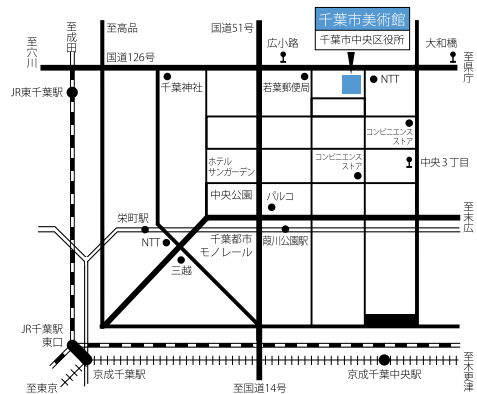 至高品
国道51号
千葉市美術館
千葉市中央区役所
至成田
至穴川
国道126号
広小路
大和橋
至県庁
JR東千葉駅
千葉神社
若葉郵便局
NTT
コンビニエンス
ストア
ホテル
サンガーデン
コンビニエンス
ストア
中央3丁目
中央公園
パルコ
至末広
栄町駅
NTT
千葉都市
モノレール
葭川公園駅
三越
JR千葉駅
東口
京成千葉駅
京成千葉中央駅
至木更津
至東京
至国道14号